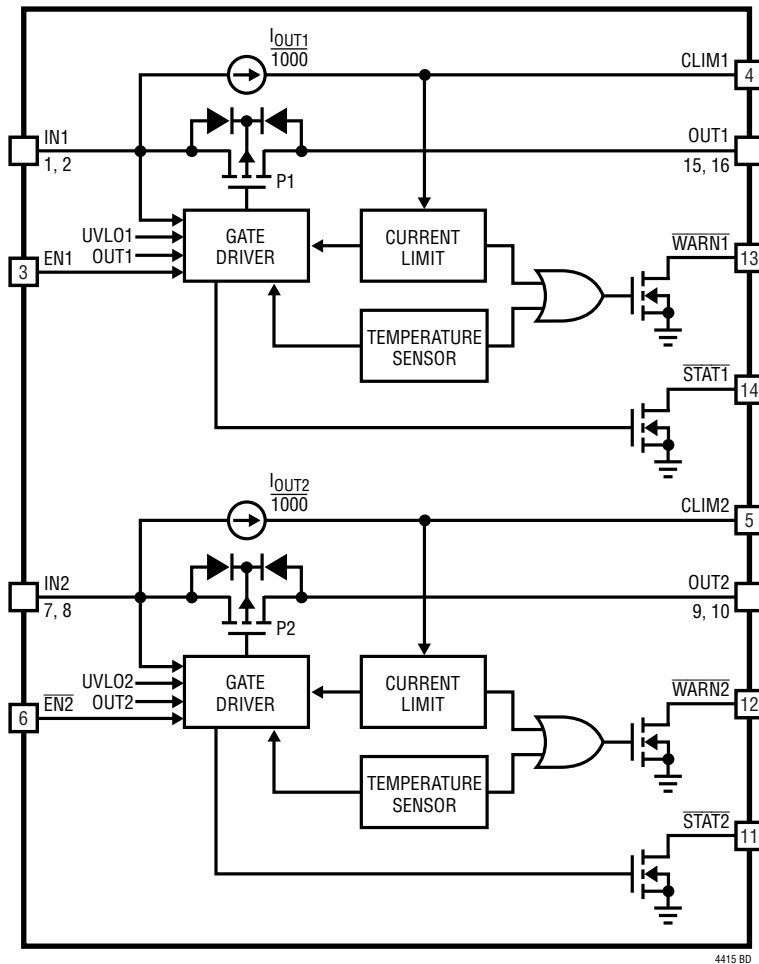 IOUT1
1000
CLIM1
4
IN1
1, 2
OUT1
15, 16
P1
UVLO1
OUT1
EN1
3
GATE
DRIVER
CURRENT
LIMIT
WARN1
13
TEMPERATURE
SENSOR
STAT1
14
IOUT2
1000
CLIM2
5
IN2
7, 8
OUT2
9, 10
P2
UVLO2
OUT2
EN2
6
GATE
DRIVER
CURRENT
LIMIT
WARN2
12
TEMPERATURE
SENSOR
STAT2
11
4415 BD